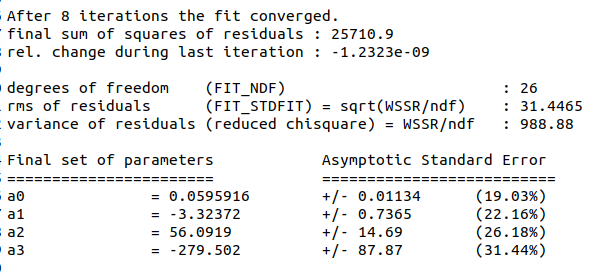 After 8 iterations the fit converged.
final sum of squares of residuals : 25710.9
rel. change during last iteration : -1.2323e-09
degrees of freedom    (FIT_NDF)                        : 26
rms of residuals      (FIT_STDFIT) = sqrt(WSSR/ndf)    : 31.4465
variance of residuals (reduced chisquare) = WSSR/ndf   : 988.88
Final set of parameters            Asymptotic Standard Error
=======================            ==========================
a0              = 0.0595916        +/- 0.01134      (19.03%)
a1              = -3.32372         +/- 0.7365       (22.16%)
a2              = 56.0919          +/- 14.69        (26.18%)
a3              = -279.502         +/- 87.87        (31.44%)